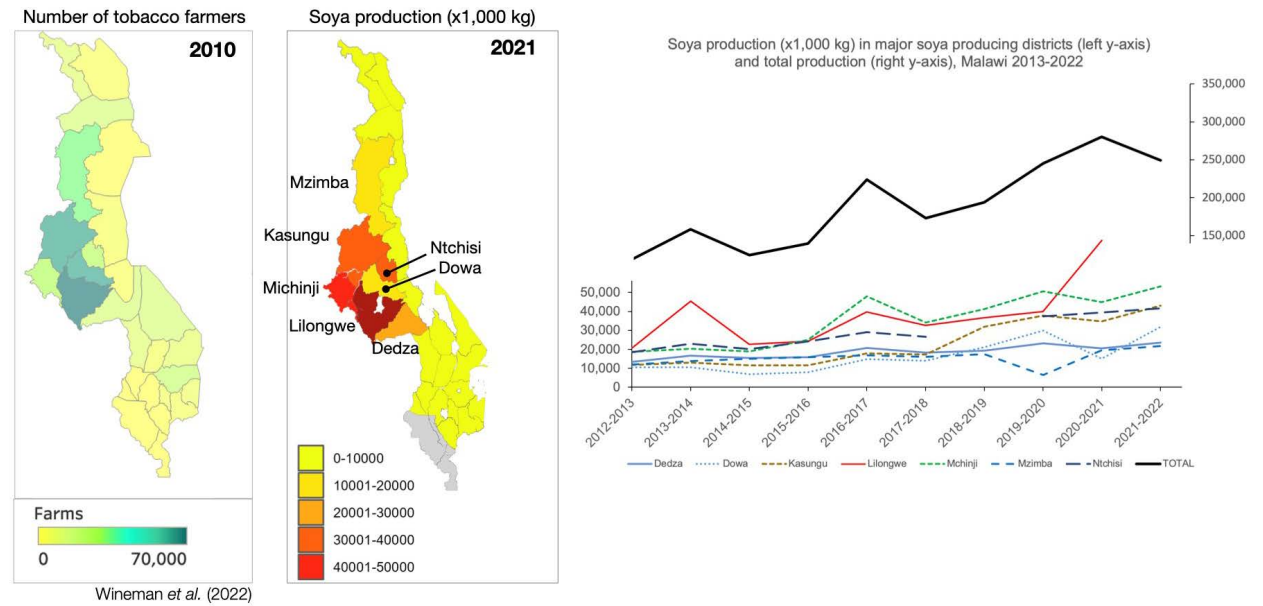 Number of tobacco farmers
2010
Farms
0
70,000
Wineman et al. (2022)
Soya production (x1,000 kg)
2021
Mzimba
Kasungu
Ntchisi
Dowa
Michinji
Lilongwe
Dedza
0-10000
10001-20000
20001-30000
30001-40000
40001-50000
Soya production (x1,000 kg) in major soya producing districts (left y-axis)
and total production (right y-axis), Malawi 2013-2022
350,000
300,000
250,000
200,000
150,000
50,000
40,000
30,000
20,000
10,000
0
2012-2013
2013-2014
2014-2015
2015-2016
2016-2017
2017-2018
2018-2019
2019-2020
2020-2021
2021-2022
Dedza
Dowa
Kasungu
Lilongwe
Mchinji
Mzimba
Ntchisi
TOTAL